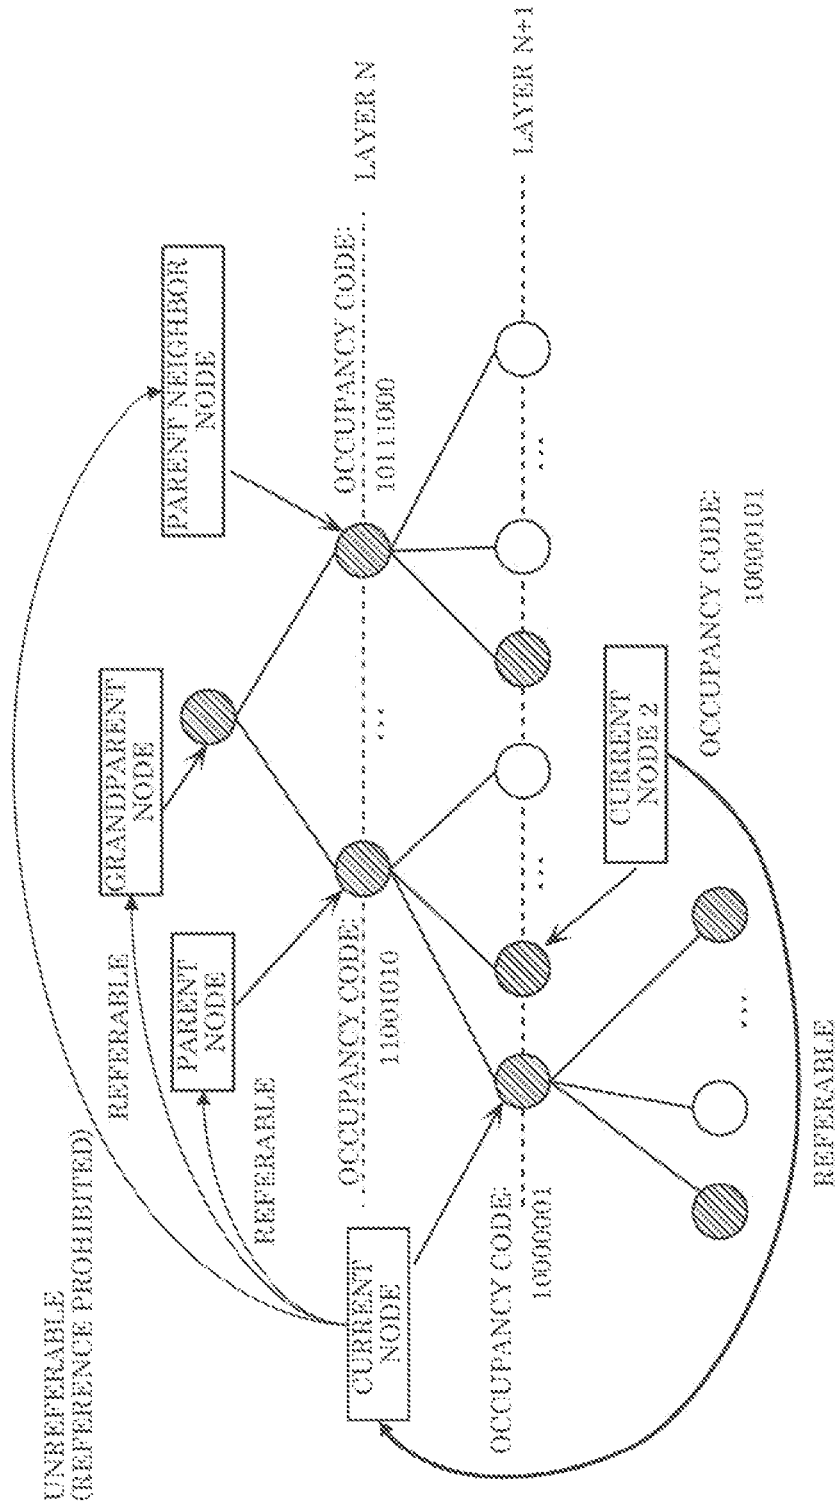 UNREFERABLE
(REFERENCE PROHIBITED)
REFERABLE
GRANDPARENT
NODE
PARENT NEIGHBOR
NODE
PARENT
NODE
REFERABLE
OCCUPANCY CODE:
11001010
OCCUPANCY CODE:
10111000
LAYER N
CURRENT
NODE
OCCUPANCY CODE:
10000001
LAYER N+1
CURRENT
NODE 2
OCCUPANCY CODE:
10000101
REFERABLE